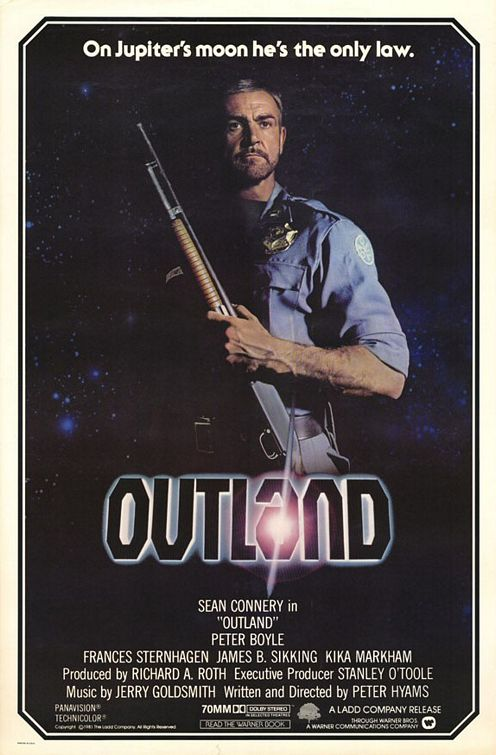 On Jupiter's moon he's the only law.
OUTLAND
SEAN CONNERY in
"OUTLAND"
PETER BOYLE
FRANCES STERNHAGEN JAMES B. SIKKING KIKA MARKHAM
Produced by RICHARD A. ROTH Executive Producer STANLEY O'TOOLE
Music by JERRY GOLDSMITH Written and Directed by PETER HYAMS
PANAVISION®
TECHNICOLOR®
70MM DOLBY STEREO
IN SELECTED THEATRES
A LADD COMPANY RELEASE
THROUGH WARNER BROS.
A WARNER COMMUNICATIONS COMPANY
Copyright ©1981 The Ladd Company. All Rights Reserved.
READ THE WARNER BOOK